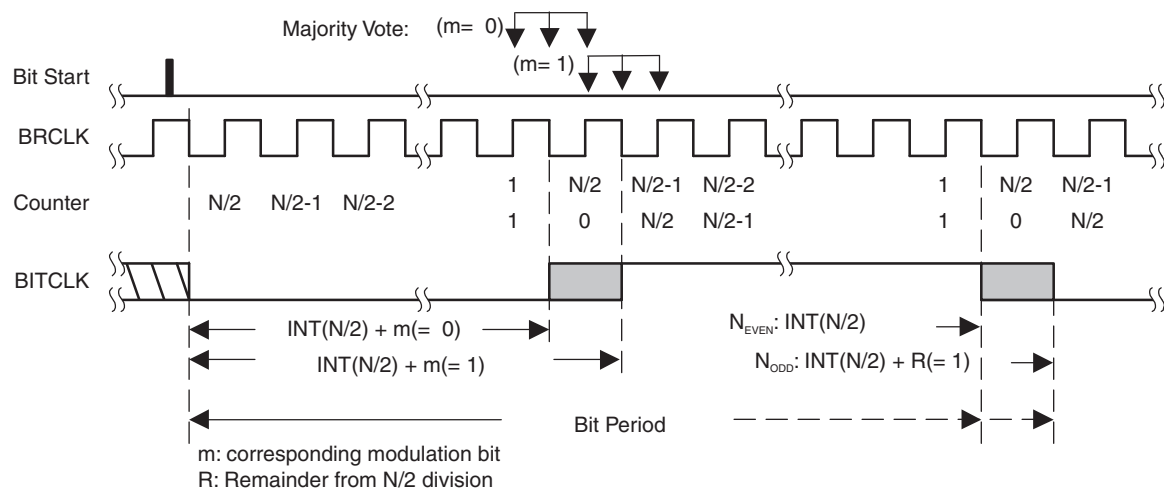 Majority Vote: (m= 0)
(m= 1)
Bit Start
BRCLK
Counter
N/2 N/2-1 N/2-2 1 N/2 N/2-1 N/2-2 1 N/2 N/2-1
1 0 N/2 N/2-1 1 0 N/2
BITCLK
INT(N/2) + m(= 0)
NEVEN: INT(N/2)
INT(N/2) + m(= 1)
NODD: INT(N/2) + R(= 1)
Bit Period
m: corresponding modulation bit
R: Remainder from N/2 division